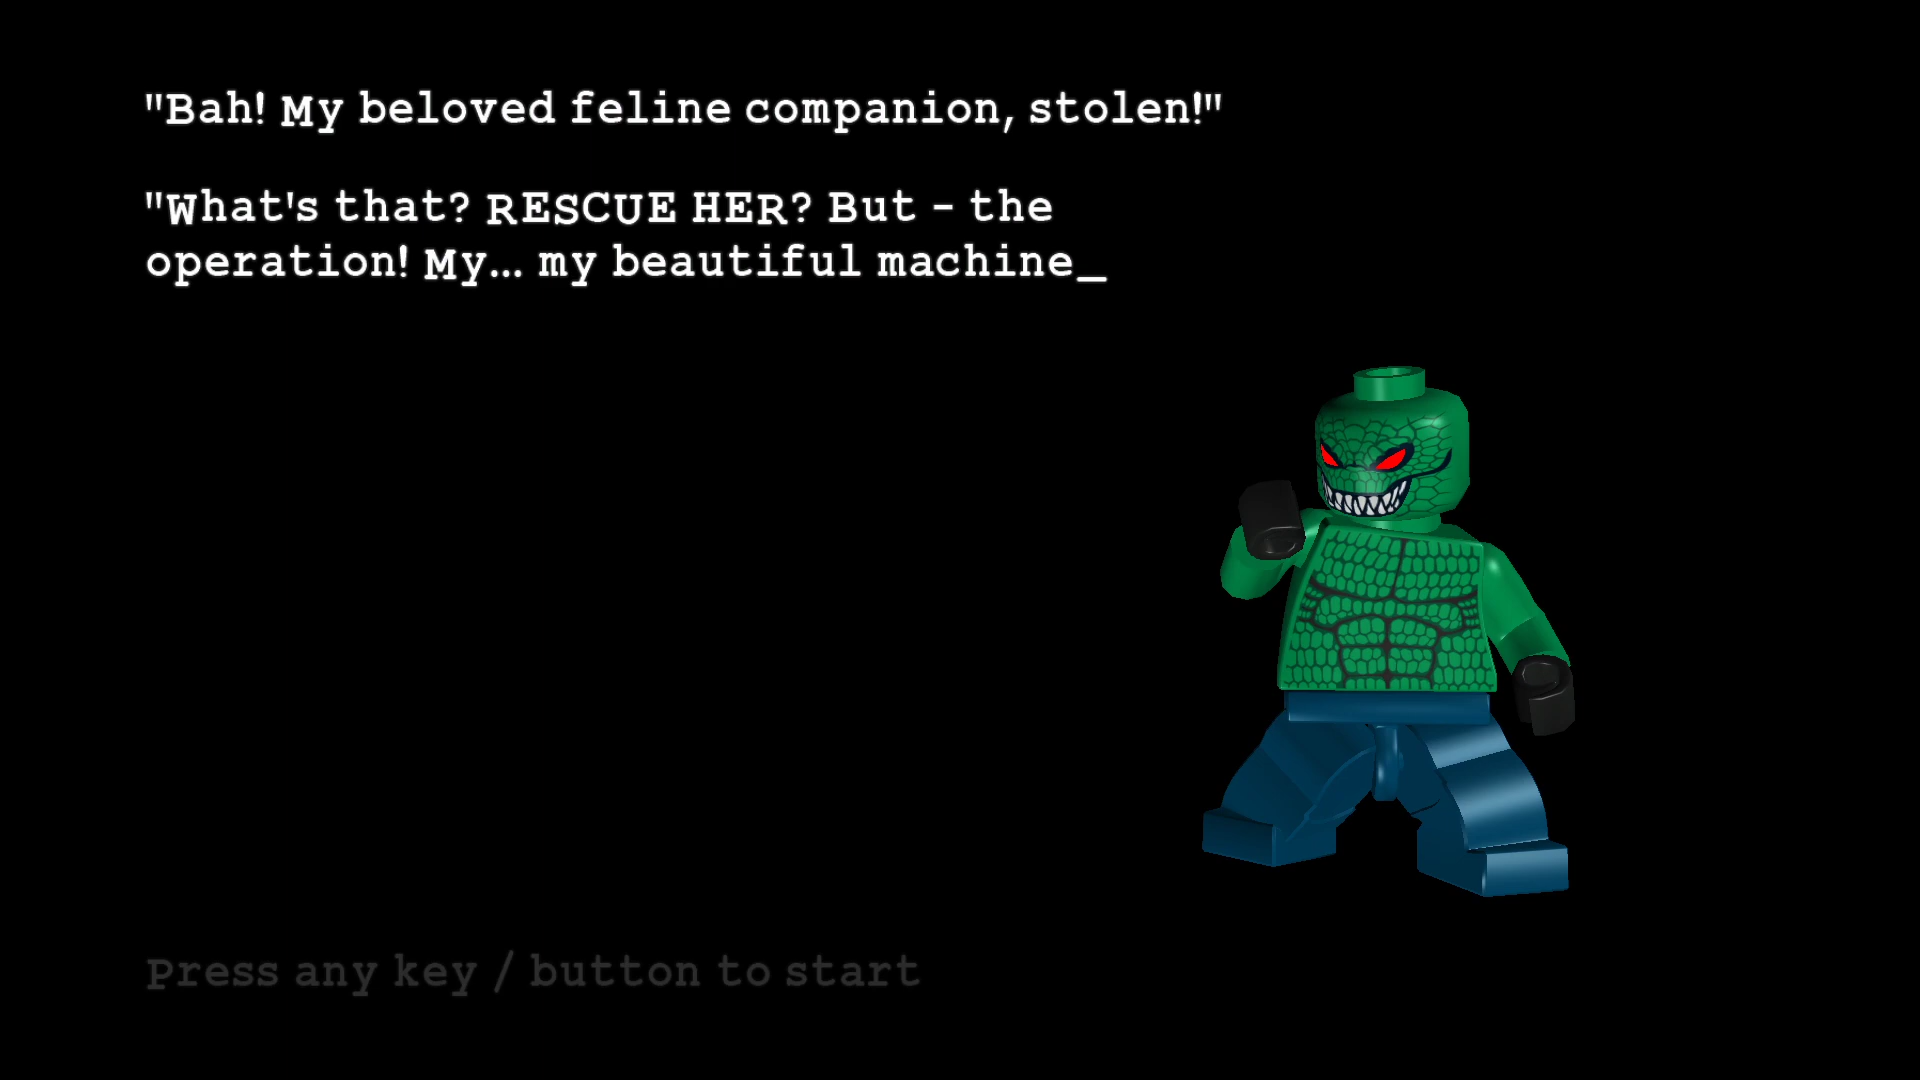 "Bah! My beloved feline companion, stolen!"
"What's that? RESCUE HER? But - the
operation! My... my beautiful machine_
Press any key / button to start